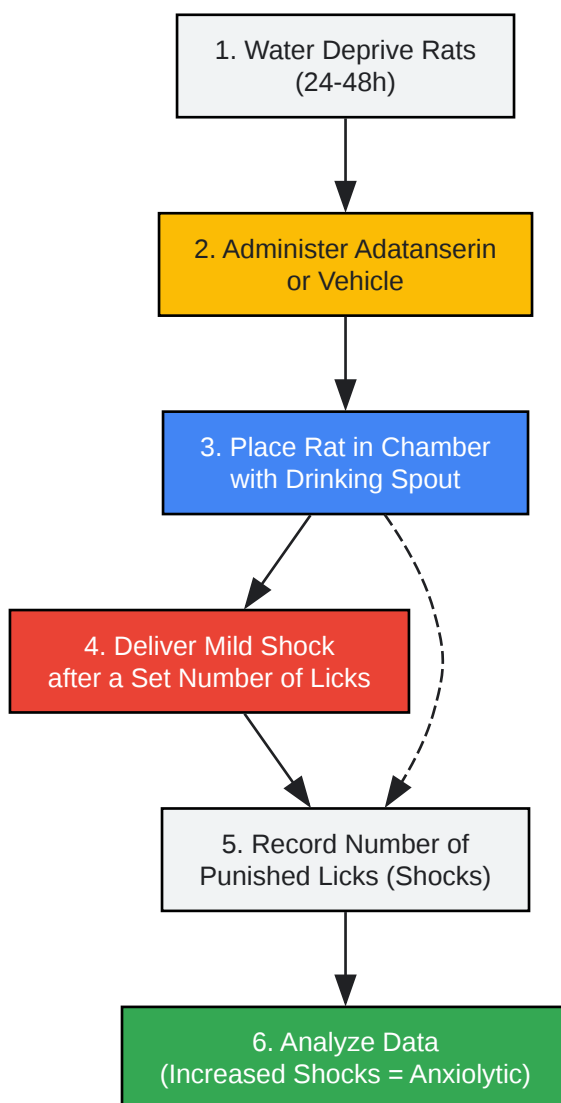 1. Water Deprive Rats
(24-48h)
2. Administer Adatanserin
or Vehicle
3. Place Rat in Chamber
with Drinking Spout
4. Deliver Mild Shock
after a Set Number of Licks
5. Record Number of
Punished Licks (Shocks)
6. Analyze Data
(Increased Shocks = Anxiolytic)